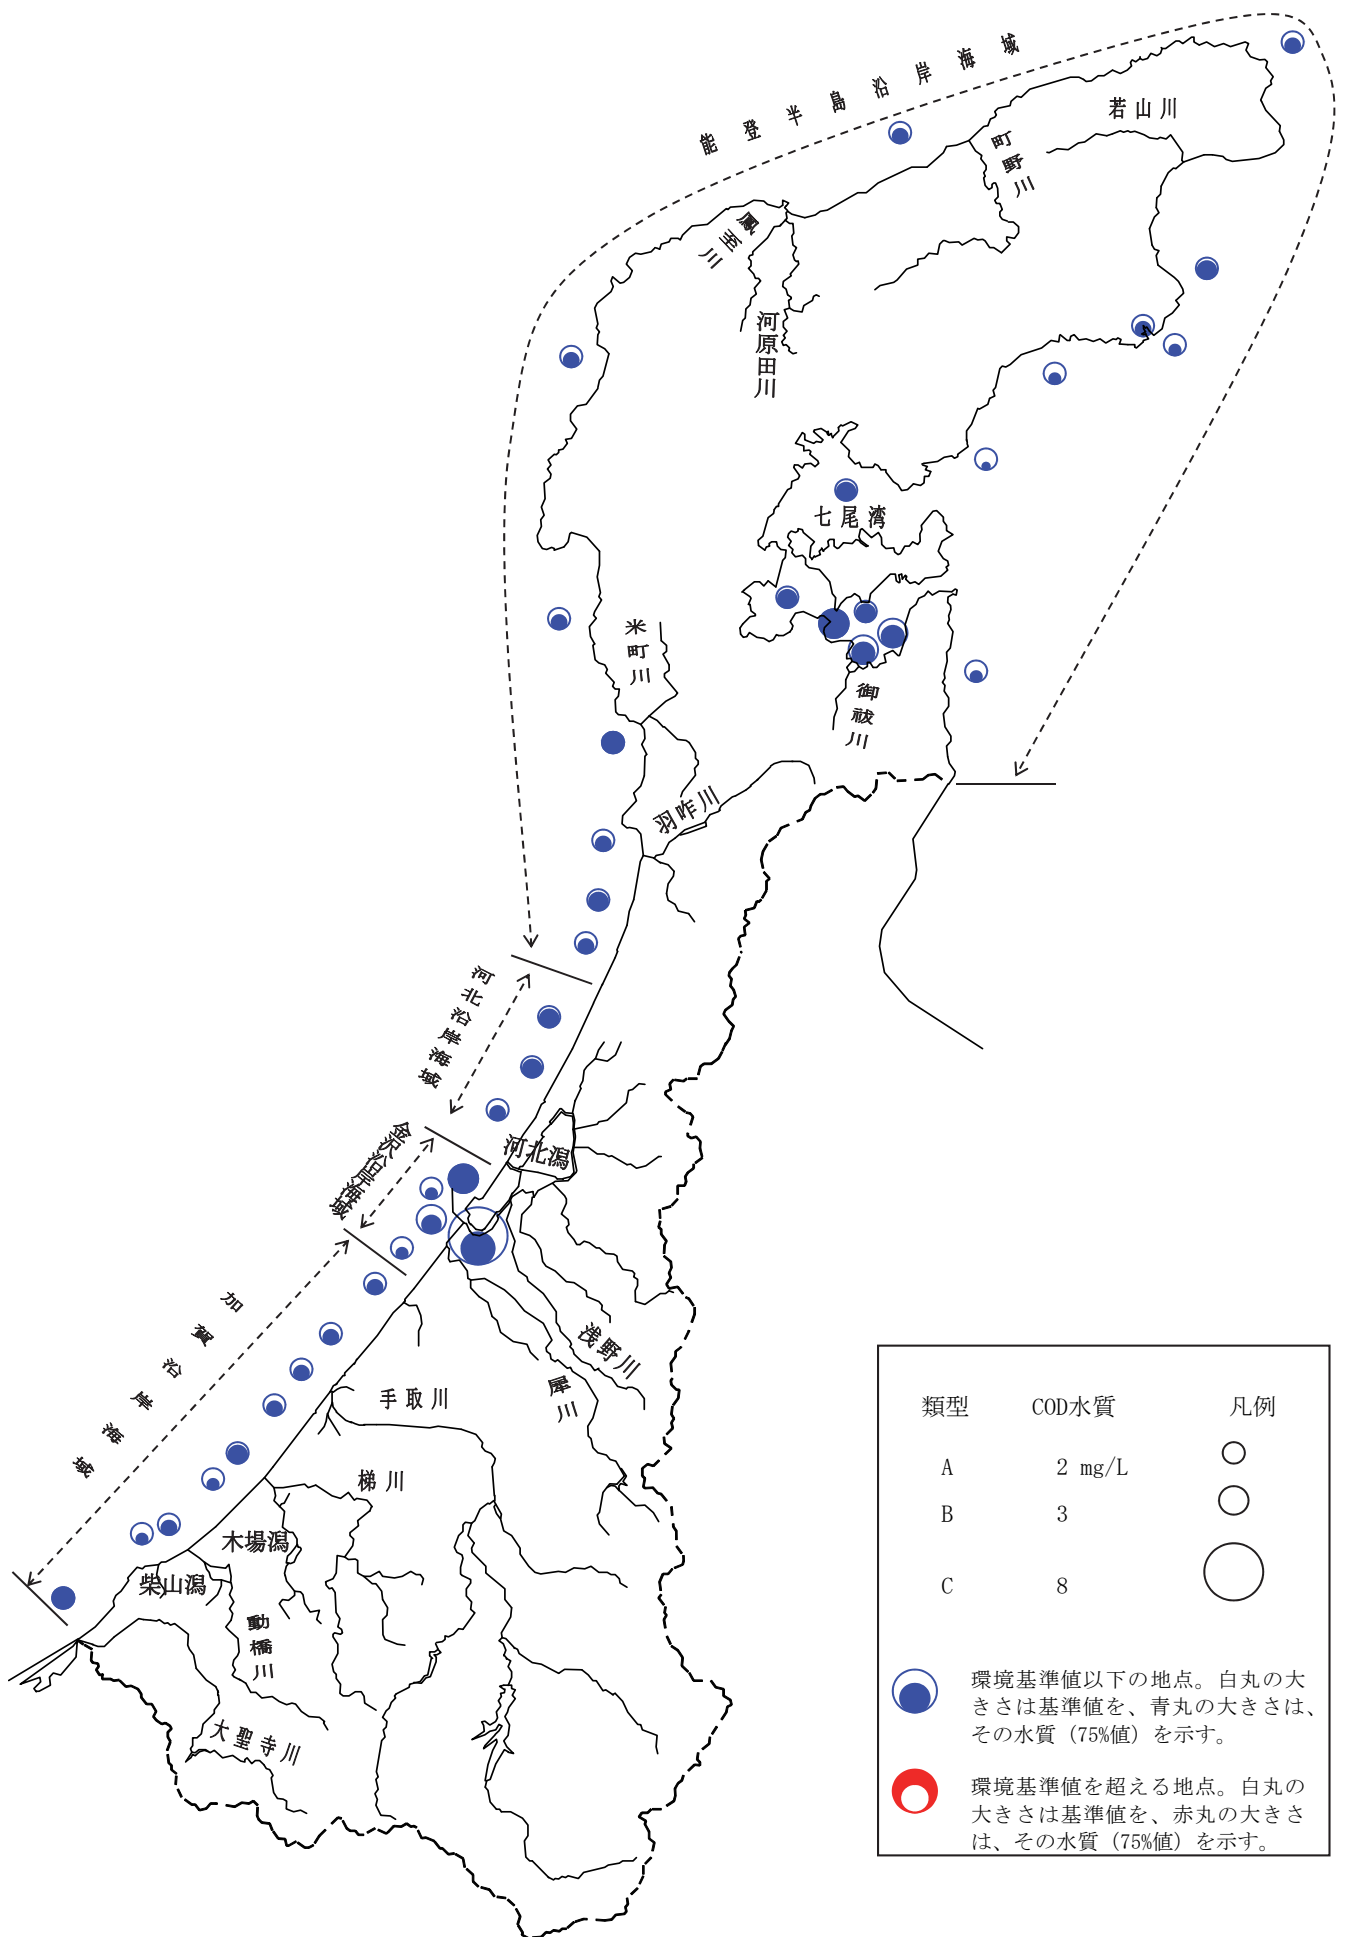 能登半島沿岸海域
若山川
町野川
鳳至川
河原田川
七尾湾
米町川
御祓川
羽咋川
河北沿岸海域
金沢沿岸海域
河北潟
加賀沿岸海域
浅野川
犀川
手取川
梯川
木場潟
柴山潟
動橋川
大聖寺川
類型 COD水質 凡例
A 2 mg/L
B 3
C 8
環境基準値以下の地点。白丸の大
きさは基準値を、青丸の大きさは、
その水質（75%値）を示す。
環境基準値を超える地点。白丸の
大きさは基準値を、赤丸の大きさ
は、その水質（75%値）を示す。